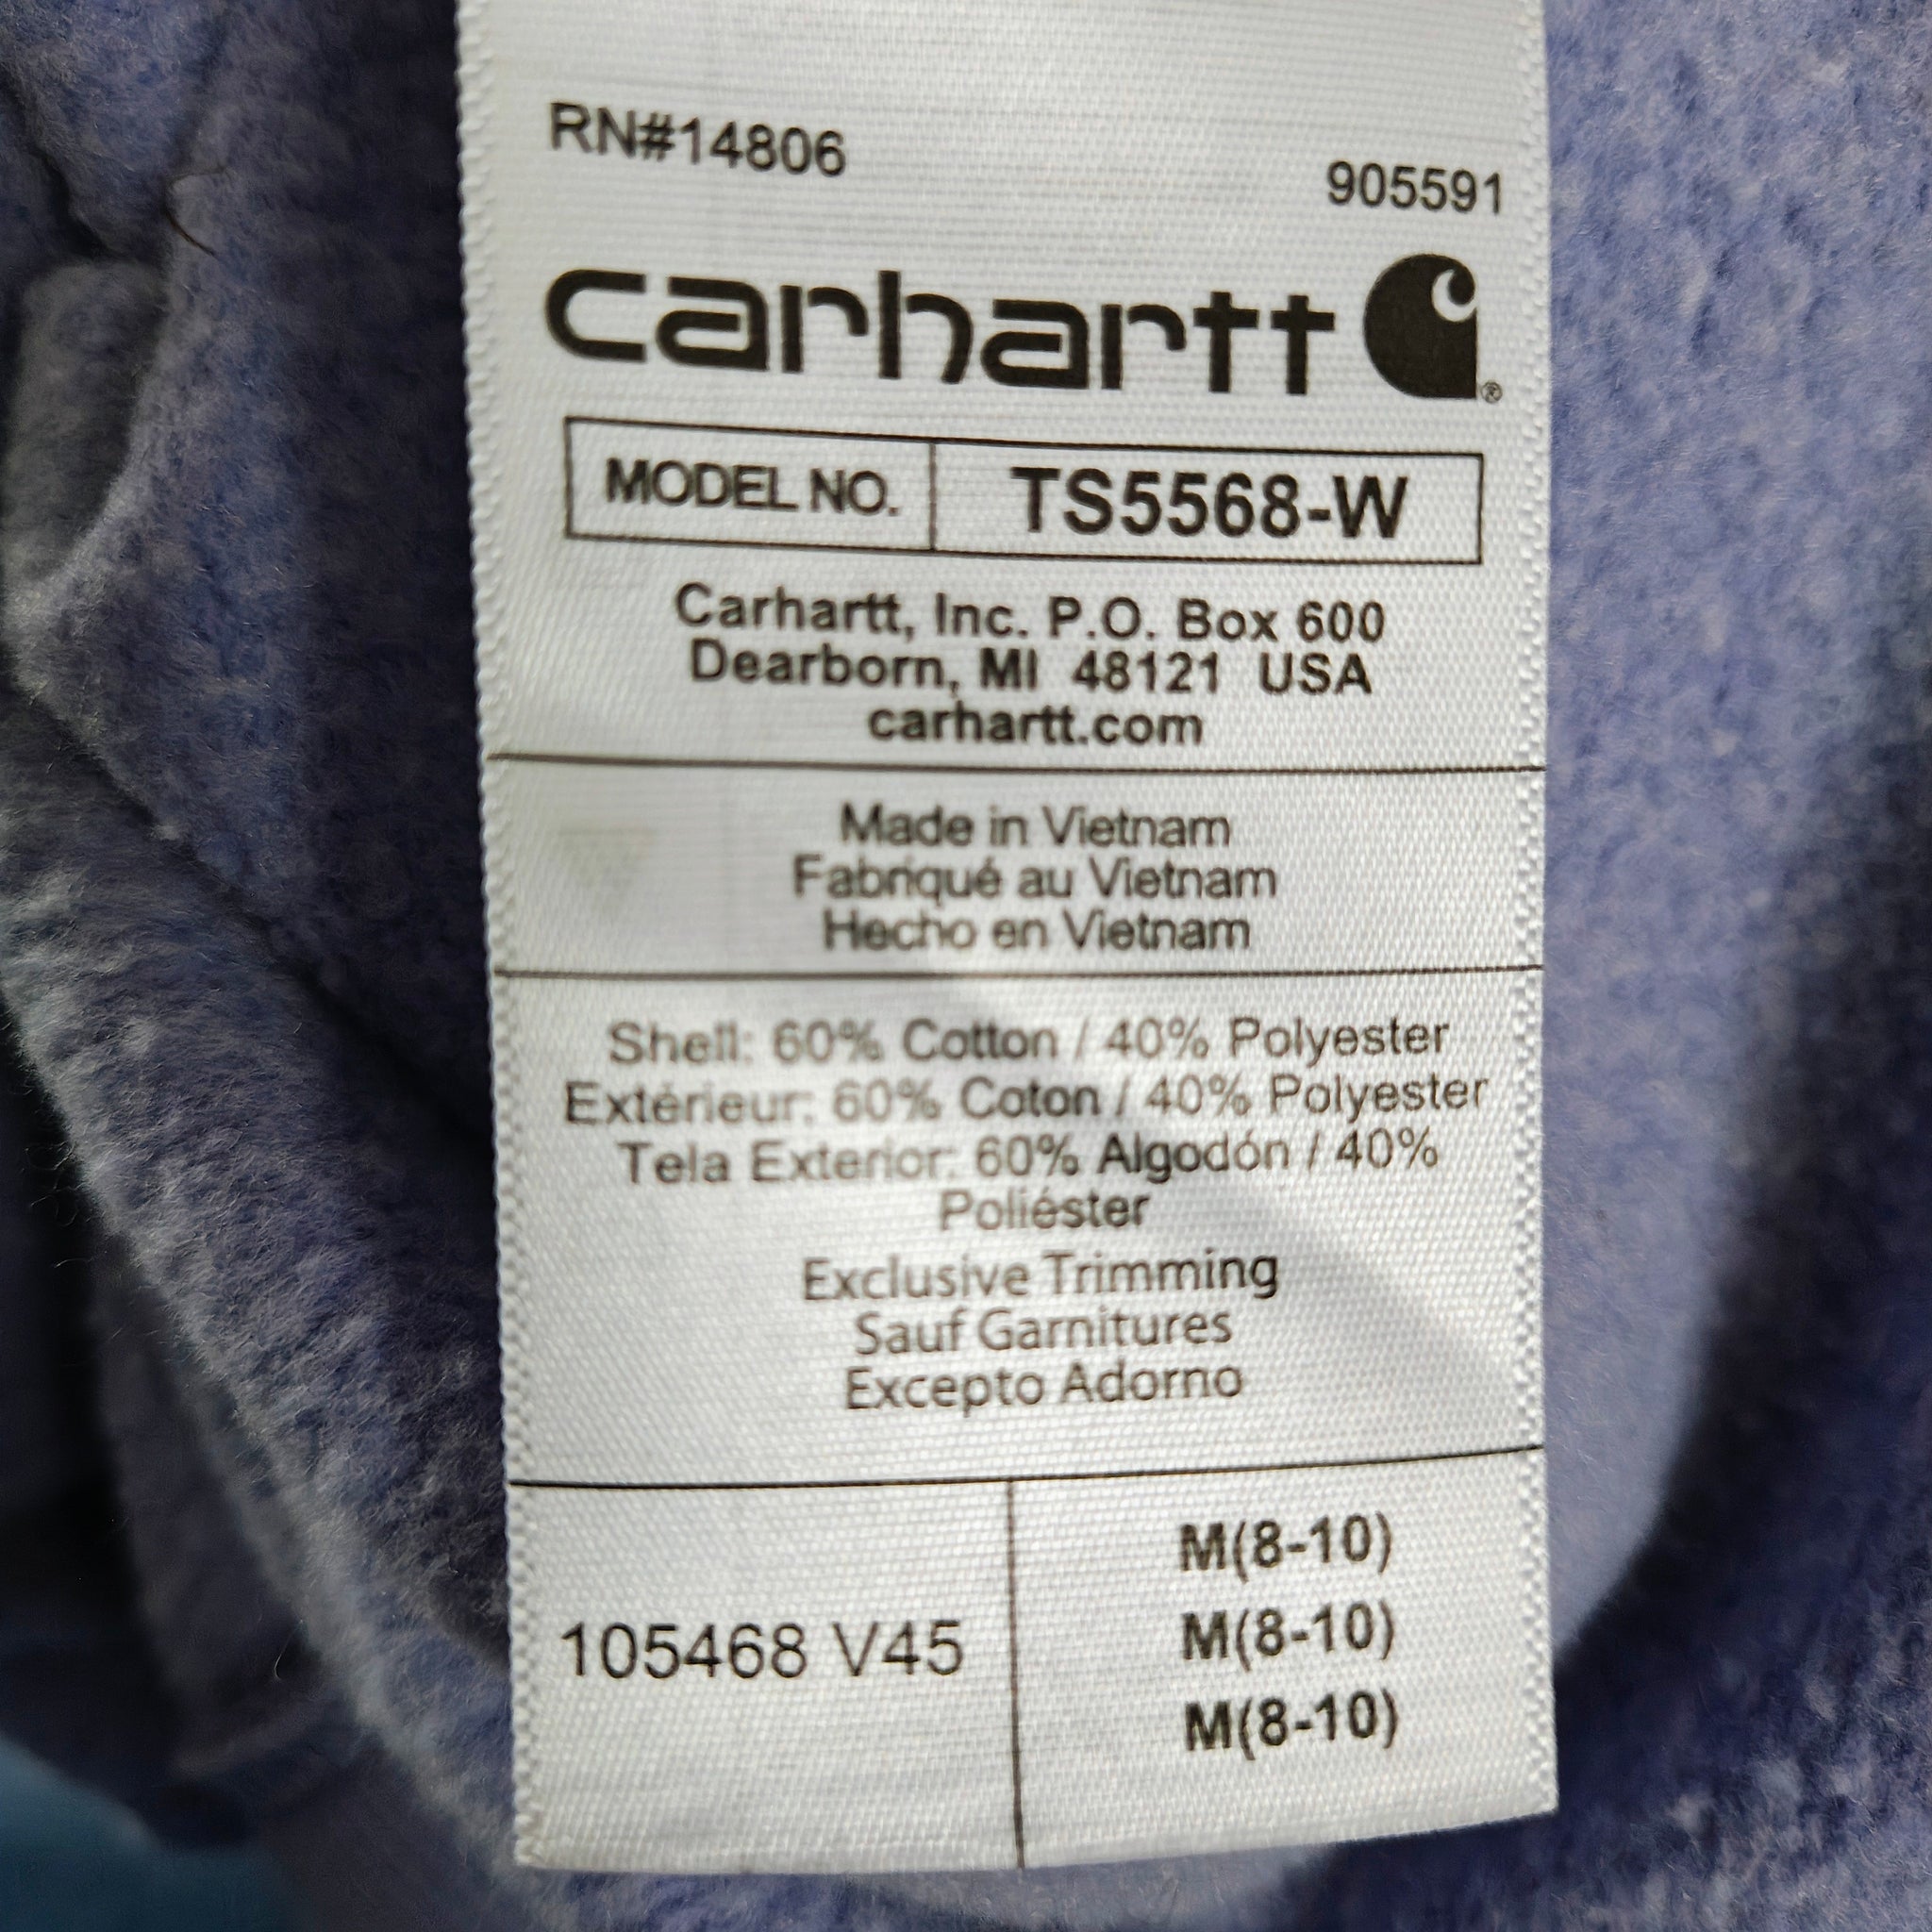 RN#14806
905591
carhartt
MODEL NO. TS5568-W
Carhartt, Inc. P.O. Box 600
Dearborn, MI 48121 USA
carhartt.com
Made in Vietnam
Fabriqué au Vietnam
Hecho en Vietnam
Shell: 60% Cotton / 40% Polyester
Extérieur: 60% Coton / 40% Polyester
Tela Exterior: 60% Algodón / 40%
Poliéster
Exclusive Trimming
Sauf Garnitures
Excepto Adorno
M(8-10)
105468 V45 M(8-10)
M(8-10)